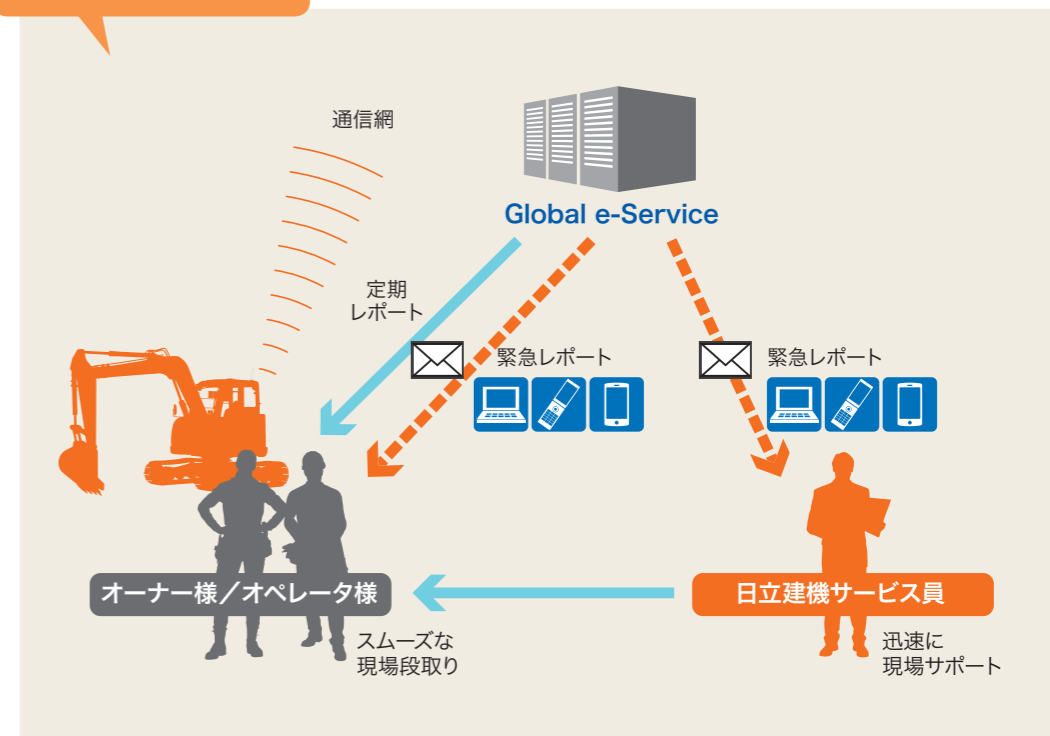 通信網
Global e-Service
定期
レポート
緊急レポート
緊急レポート
オーナー様／オペレータ様
日立建機サービス員
スムーズな
現場段取り
迅速に
現場サポート